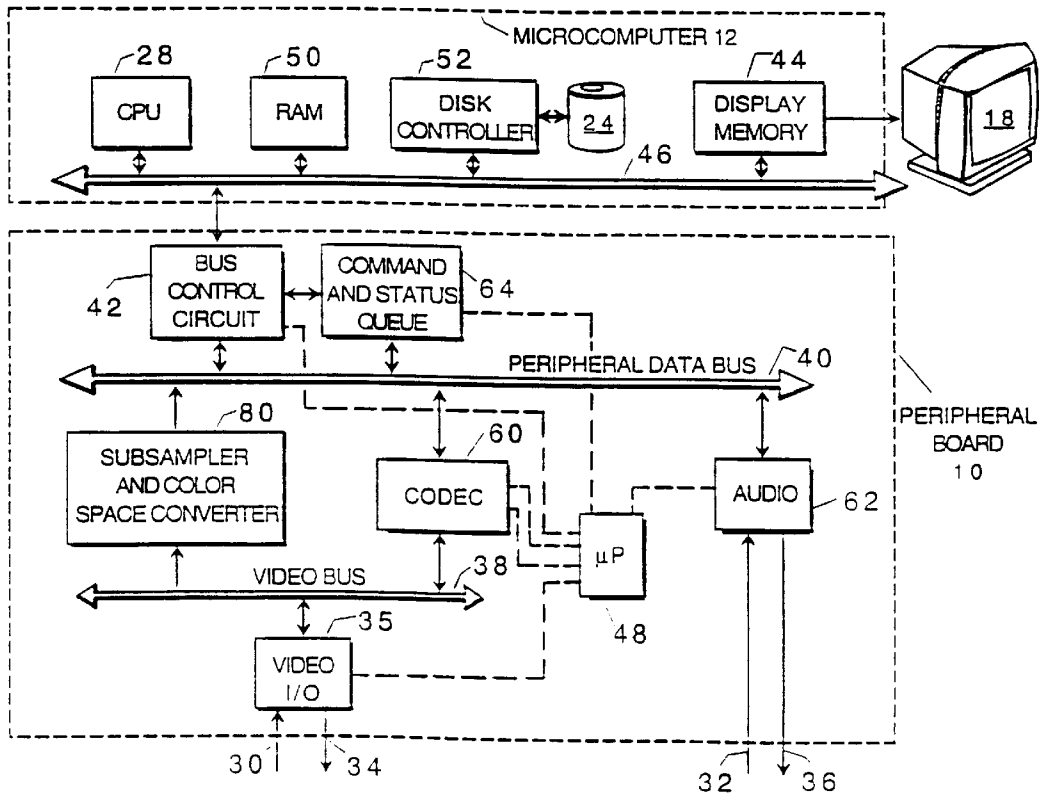 MICROCOMPUTER 12
28
50
52
44
CPU
RAM
DISK
CONTROLLER
24
DISPLAY
MEMORY
18
46
BUS
CONTROL
CIRCUIT
42
COMMAND
AND STATUS
QUEUE
64
PERIPHERAL DATA BUS
40
80
SUBSAMPLER
AND COLOR
SPACE CONVERTER
60
CODEC
AUDIO
62
PERIPHERAL
BOARD
10
μP
48
VIDEO BUS
38
35
VIDEO
I/O
30
34
32
36